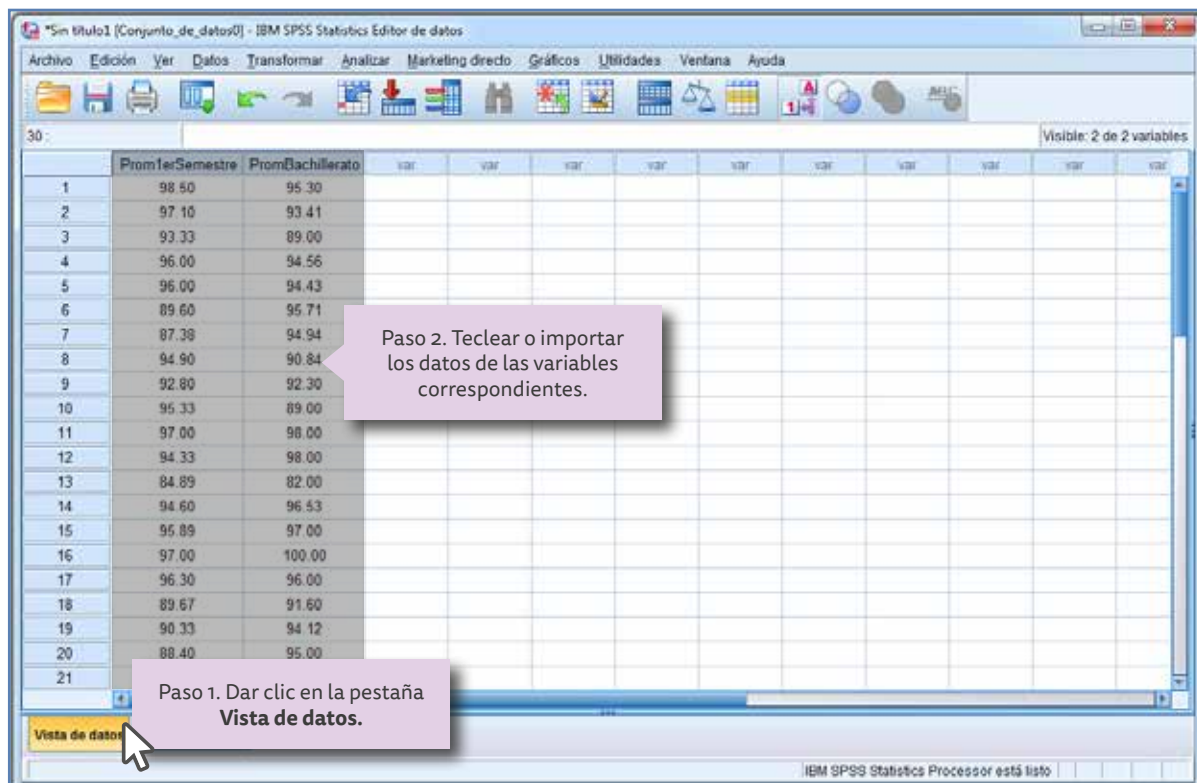 *Sin título1 [Conjunto_de_datos0] - IBM SPSS Statistics Editor de datos
Archivo Edición Ver Datos Transformar Analizar Marketing directo Gráficos Utilidades Ventana Ayuda
30 :
Visible: 2 de 2 variables
Prom1erSemestre PromBachillerato var var var var var var var var var var
1 98.50 95.30
2 97.10 93.41
3 93.33 89.00
4 96.00 94.56
5 96.00 94.43
6 89.60 95.71
7 87.38 94.94
8 94.90 90.84
9 92.80 92.30
10 95.33 89.00
11 97.00 98.00
12 94.33 98.00
13 84.89 82.00
14 94.60 96.53
15 95.89 97.00
16 97.00 100.00
17 96.30 96.00
18 89.67 91.60
19 90.33 94.12
20 88.40 95.00
21
Paso 2. Teclear o importar
los datos de las variables
correspondientes.
Paso 1. Dar clic en la pestaña
Vista de datos.
Vista de datos
IBM SPSS Statistics Processor está listo